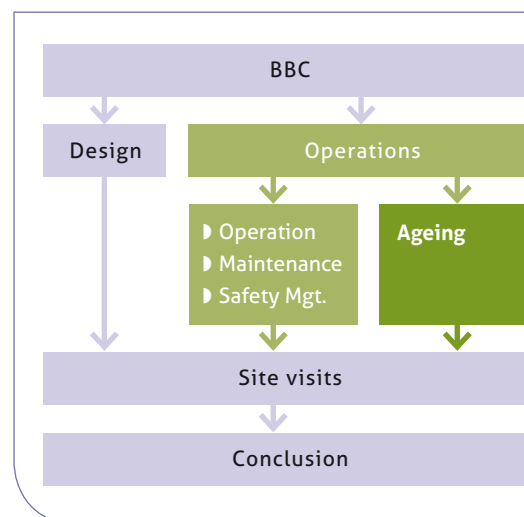 BBC
Design
Operations
Operation
Maintenance
Safety Mgt.
Ageing
Site visits
Conclusion